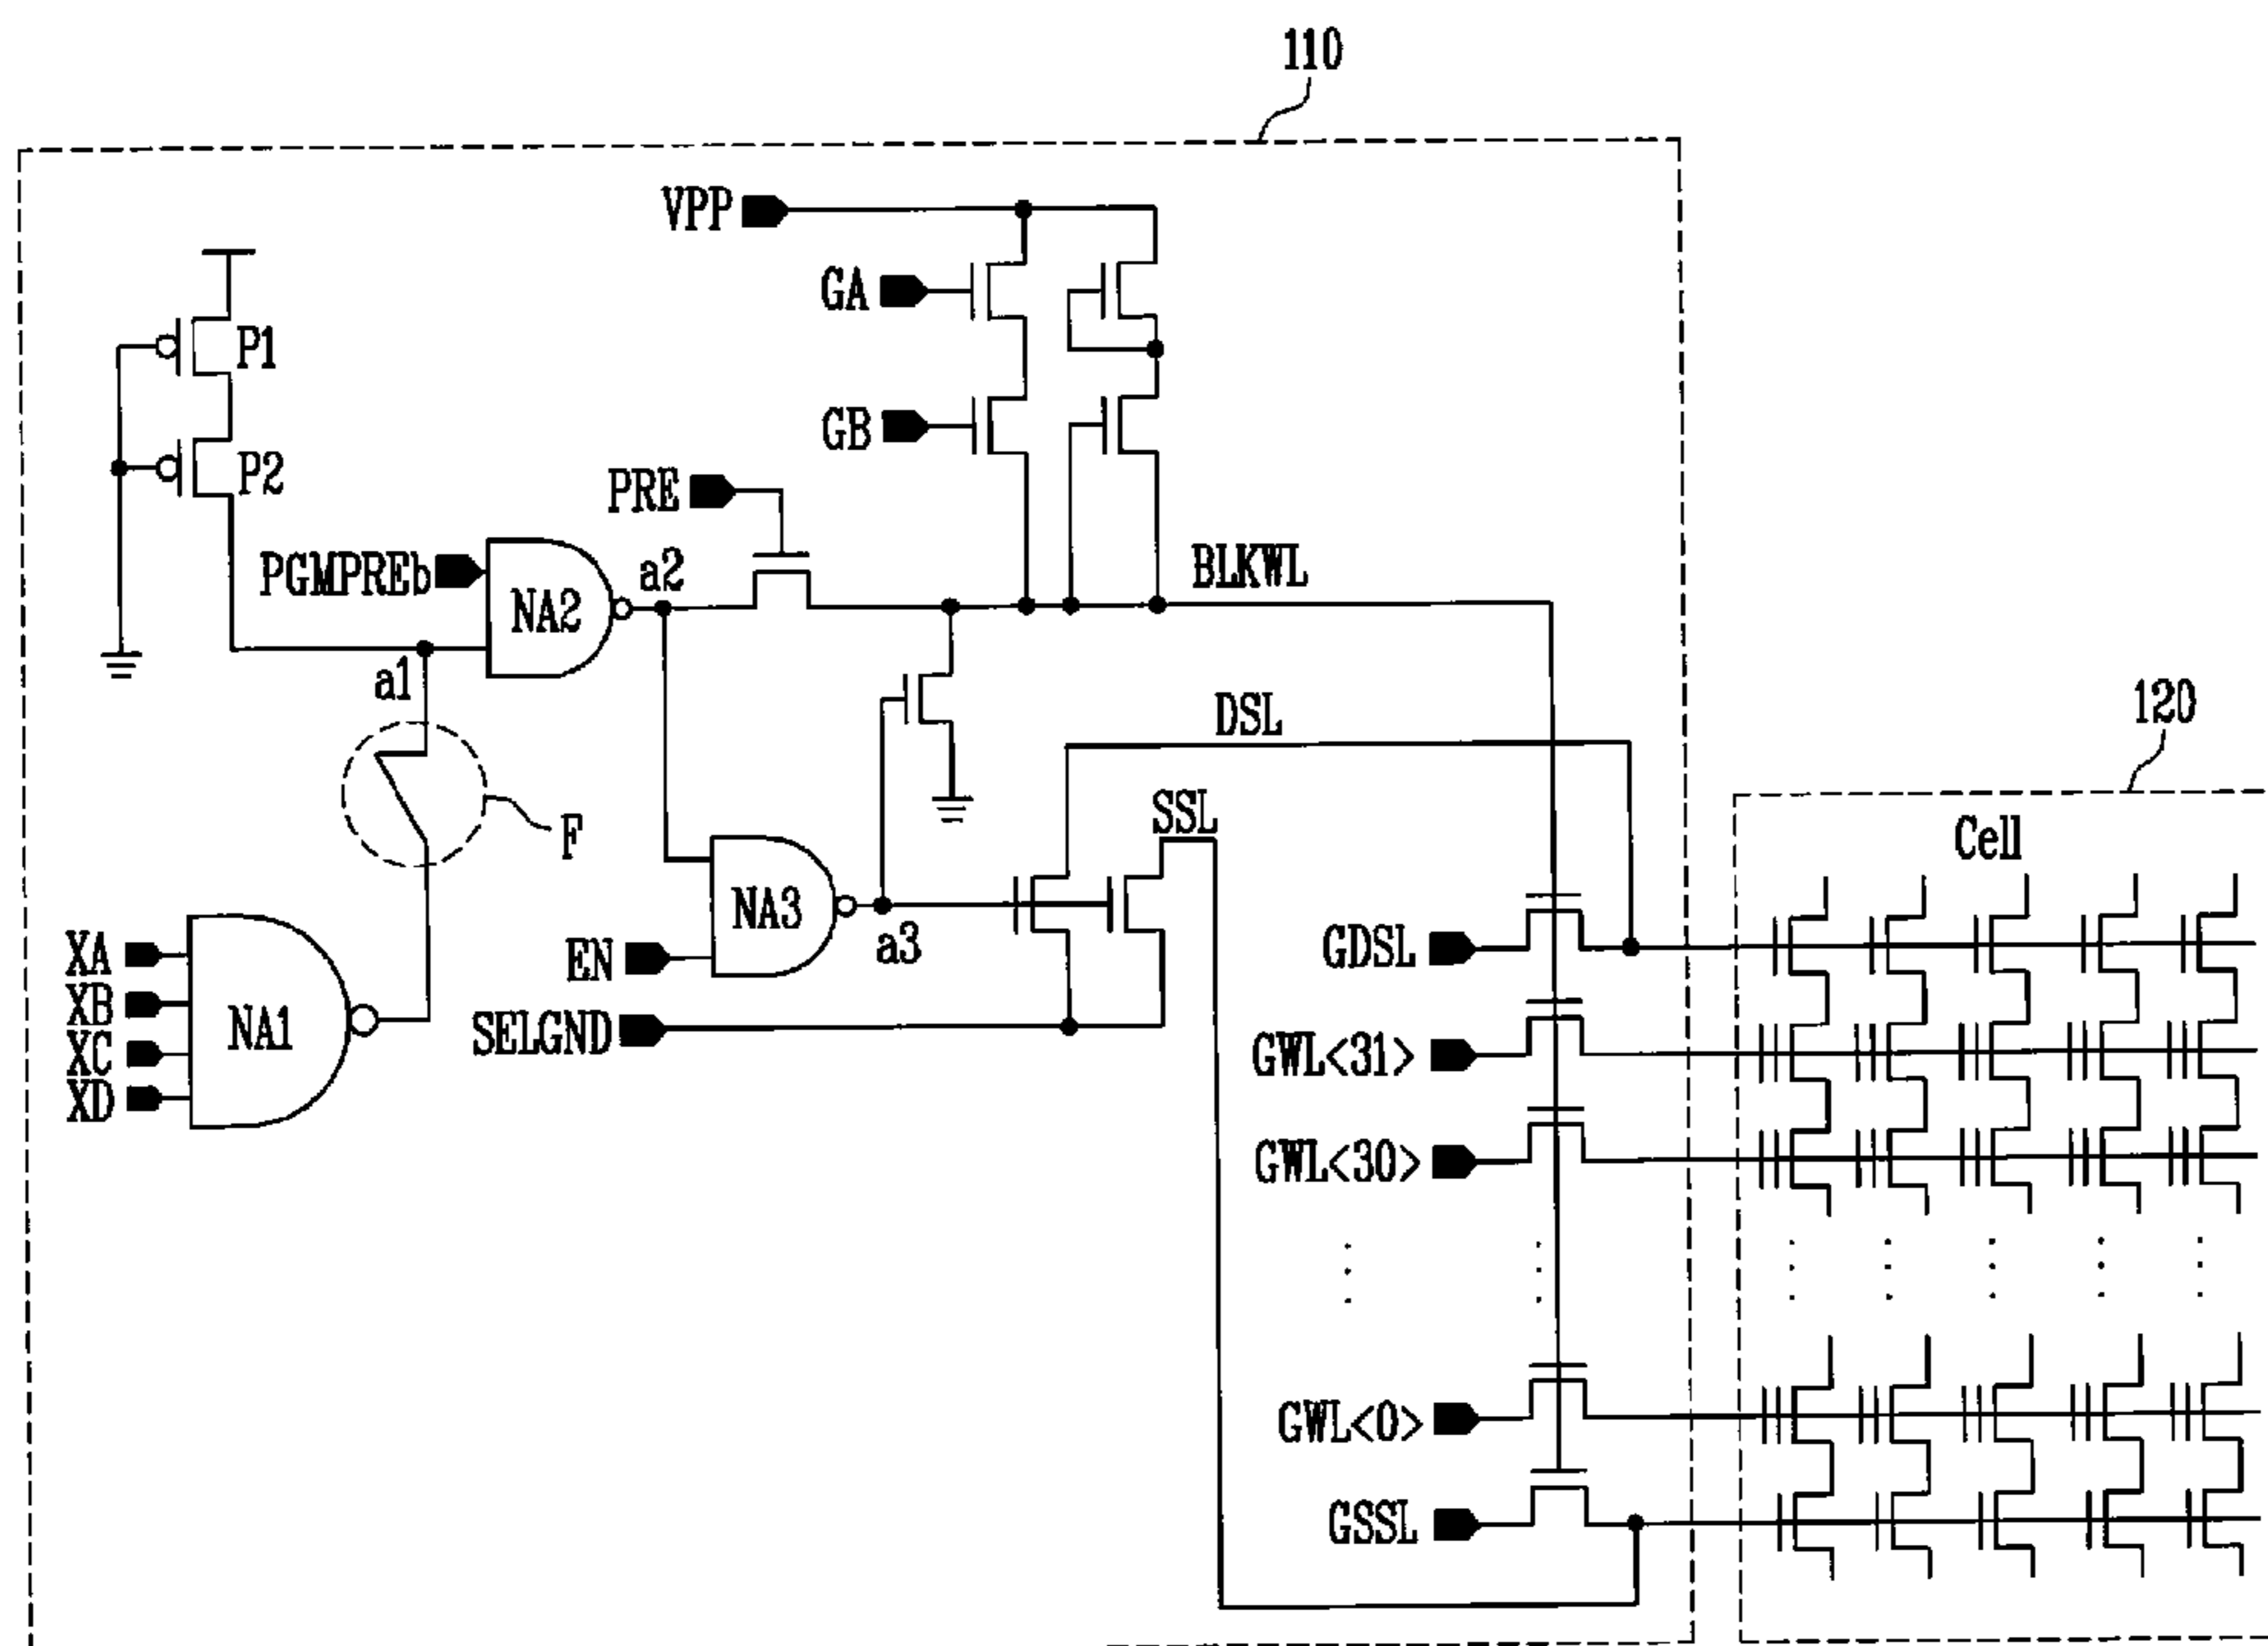 110
VPP
GA
P1
GB
P2
PRE
PGMPREb
NA2
a2
BLKWL
a1
DSL
120
F
SSL
Cell
NA3
XA
XB
XC
XD
NA1
EN
a3
GDSL
SELGND
GWL<31>
GWL<30>
GWL<0>
GSSL